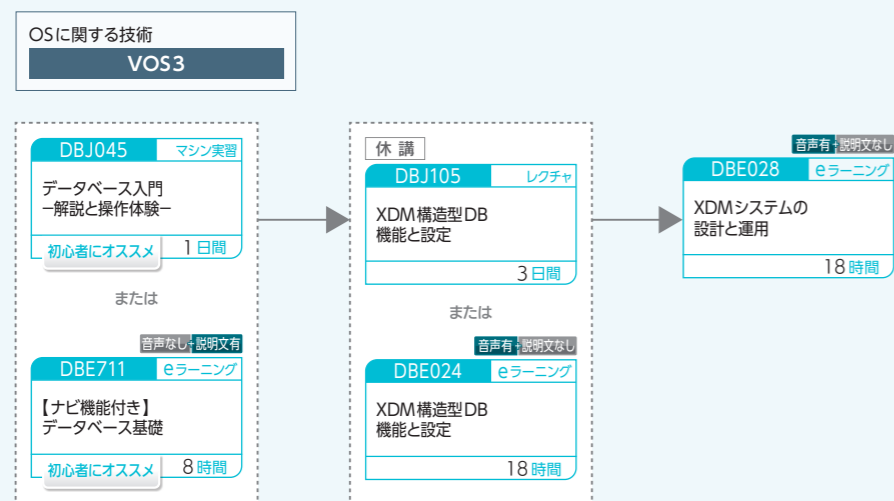 OSに関する技術
VOS3
DBJ045 マシン実習
データベース入門
−解説と操作体験−
初心者にオススメ 1日間
または
音声なし+説明文有
DBE711 eラーニング
【ナビ機能付き】
データベース基礎
初心者にオススメ 8時間
休講
DBJ105 レクチャ
XDM構造型DB
機能と設定
3日間
または
音声有+説明文なし
DBE024 eラーニング
XDM構造型DB
機能と設定
18時間
音声有+説明文なし
DBE028 eラーニング
XDMシステムの
設計と運用
18時間